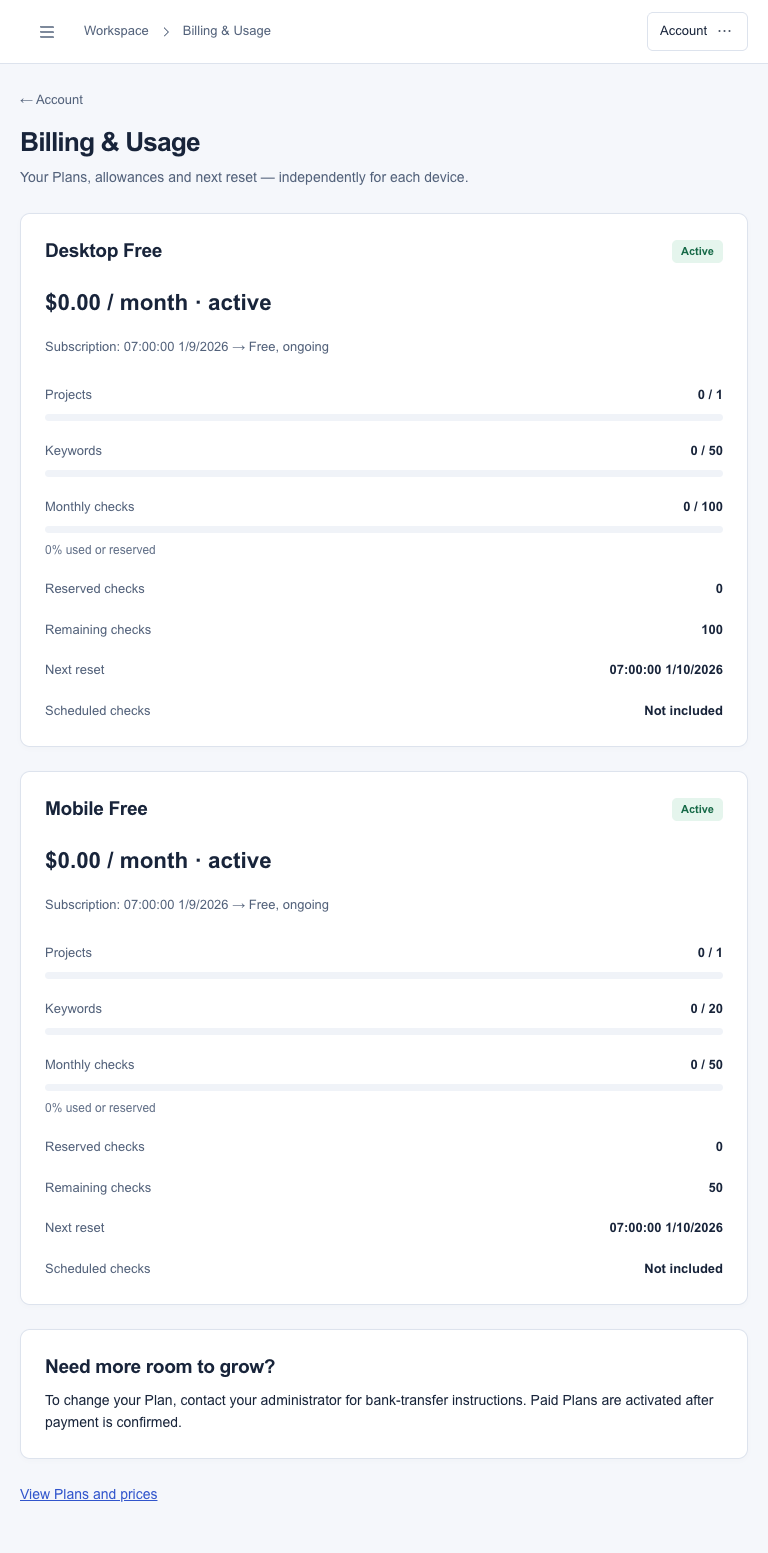 Workspace > Billing & Usage
Account ···
← Account
Billing & Usage
Your Plans, allowances and next reset — independently for each device.
Desktop Free
Active
$0.00 / month · active
Subscription: 07:00:00 1/9/2026 → Free, ongoing
Projects 0 / 1
Keywords 0 / 50
Monthly checks 0 / 100
0% used or reserved
Reserved checks 0
Remaining checks 100
Next reset 07:00:00 1/10/2026
Scheduled checks Not included
Mobile Free
Active
$0.00 / month · active
Subscription: 07:00:00 1/9/2026 → Free, ongoing
Projects 0 / 1
Keywords 0 / 20
Monthly checks 0 / 50
0% used or reserved
Reserved checks 0
Remaining checks 50
Next reset 07:00:00 1/10/2026
Scheduled checks Not included
Need more room to grow?
To change your Plan, contact your administrator for bank-transfer instructions. Paid Plans are activated after
payment is confirmed.
View Plans and prices